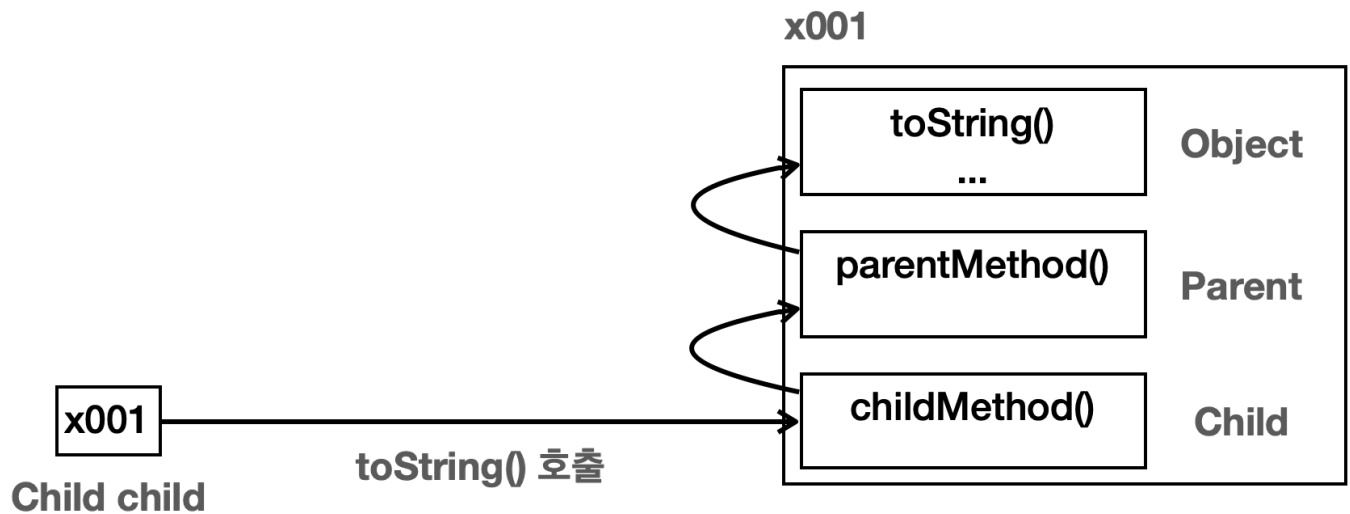 x001
toString()
...
Object
parentMethod()
Parent
childMethod()
Child
x001
toString() 호출
Child child